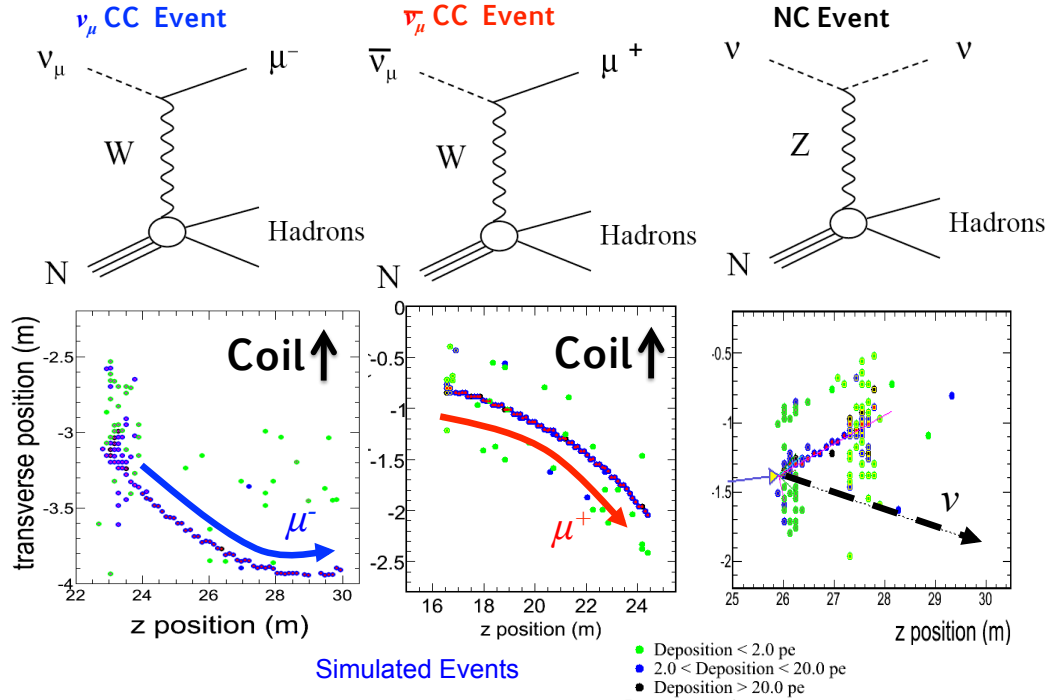 νμ CC Event
ν̅μ CC Event
NC Event
νμ
μ⁻
W
N
Hadrons
ν̅μ
μ⁺
W
N
Hadrons
ν
ν
Z
N
Hadrons
transverse position (m)
-2.5
-3
-3.5
-4
22
24
26
28
30
z position (m)
Coil
μ⁻
0
-0.5
-1
-1.5
-2
-2.5
16
18
20
22
24
z position (m)
Coil
μ⁺
-0.5
-1
-1.5
-2
25
26
27
28
29
30
31
z position (m)
ν
Simulated Events
Deposition < 2.0 pe
2.0 < Deposition < 20.0 pe
Deposition > 20.0 pe